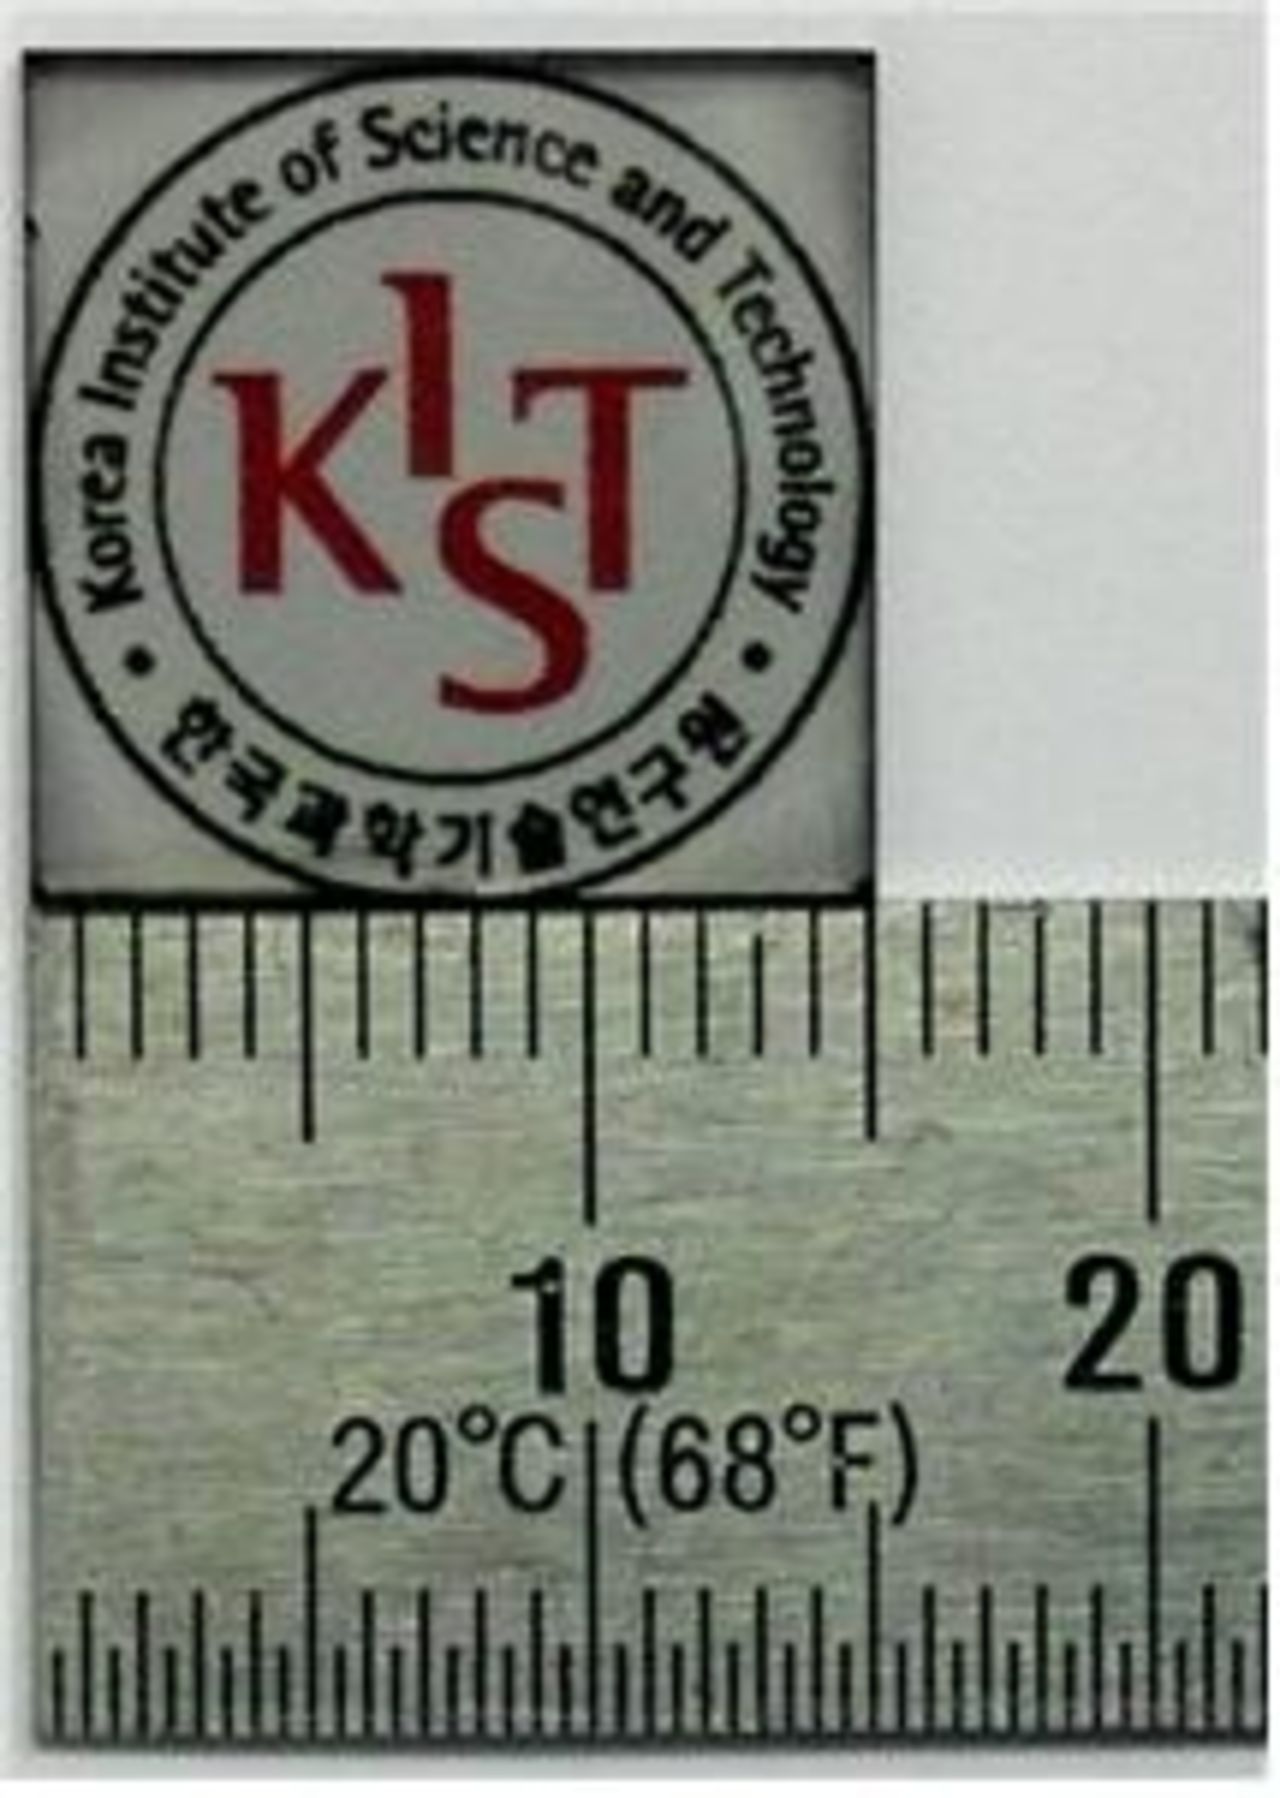 Korea Institute of Science and Technology
KIST
• 한국과학기술연구원 •
10 20
20°C (68°F)